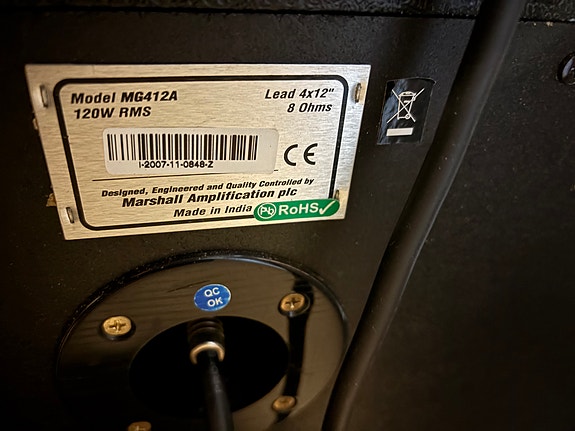 Model MG412A
120W RMS
Lead 4x12"
8 Ohms
I-2007-11-0848-Z
CE
Designed, Engineered and Quality Controlled by
Marshall Amplification plc
Made in India
Pb RoHS✓
QC
OK